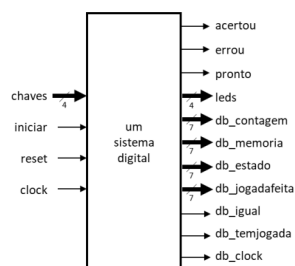 acertou
errou
pronto
chaves
4
4
leds
7
db_contagem
iniciar
um
sistema
digital
7
db_memoria
reset
7
db_estado
clock
7
db_jogadafeita
db_igual
db_temjogada
db_clock